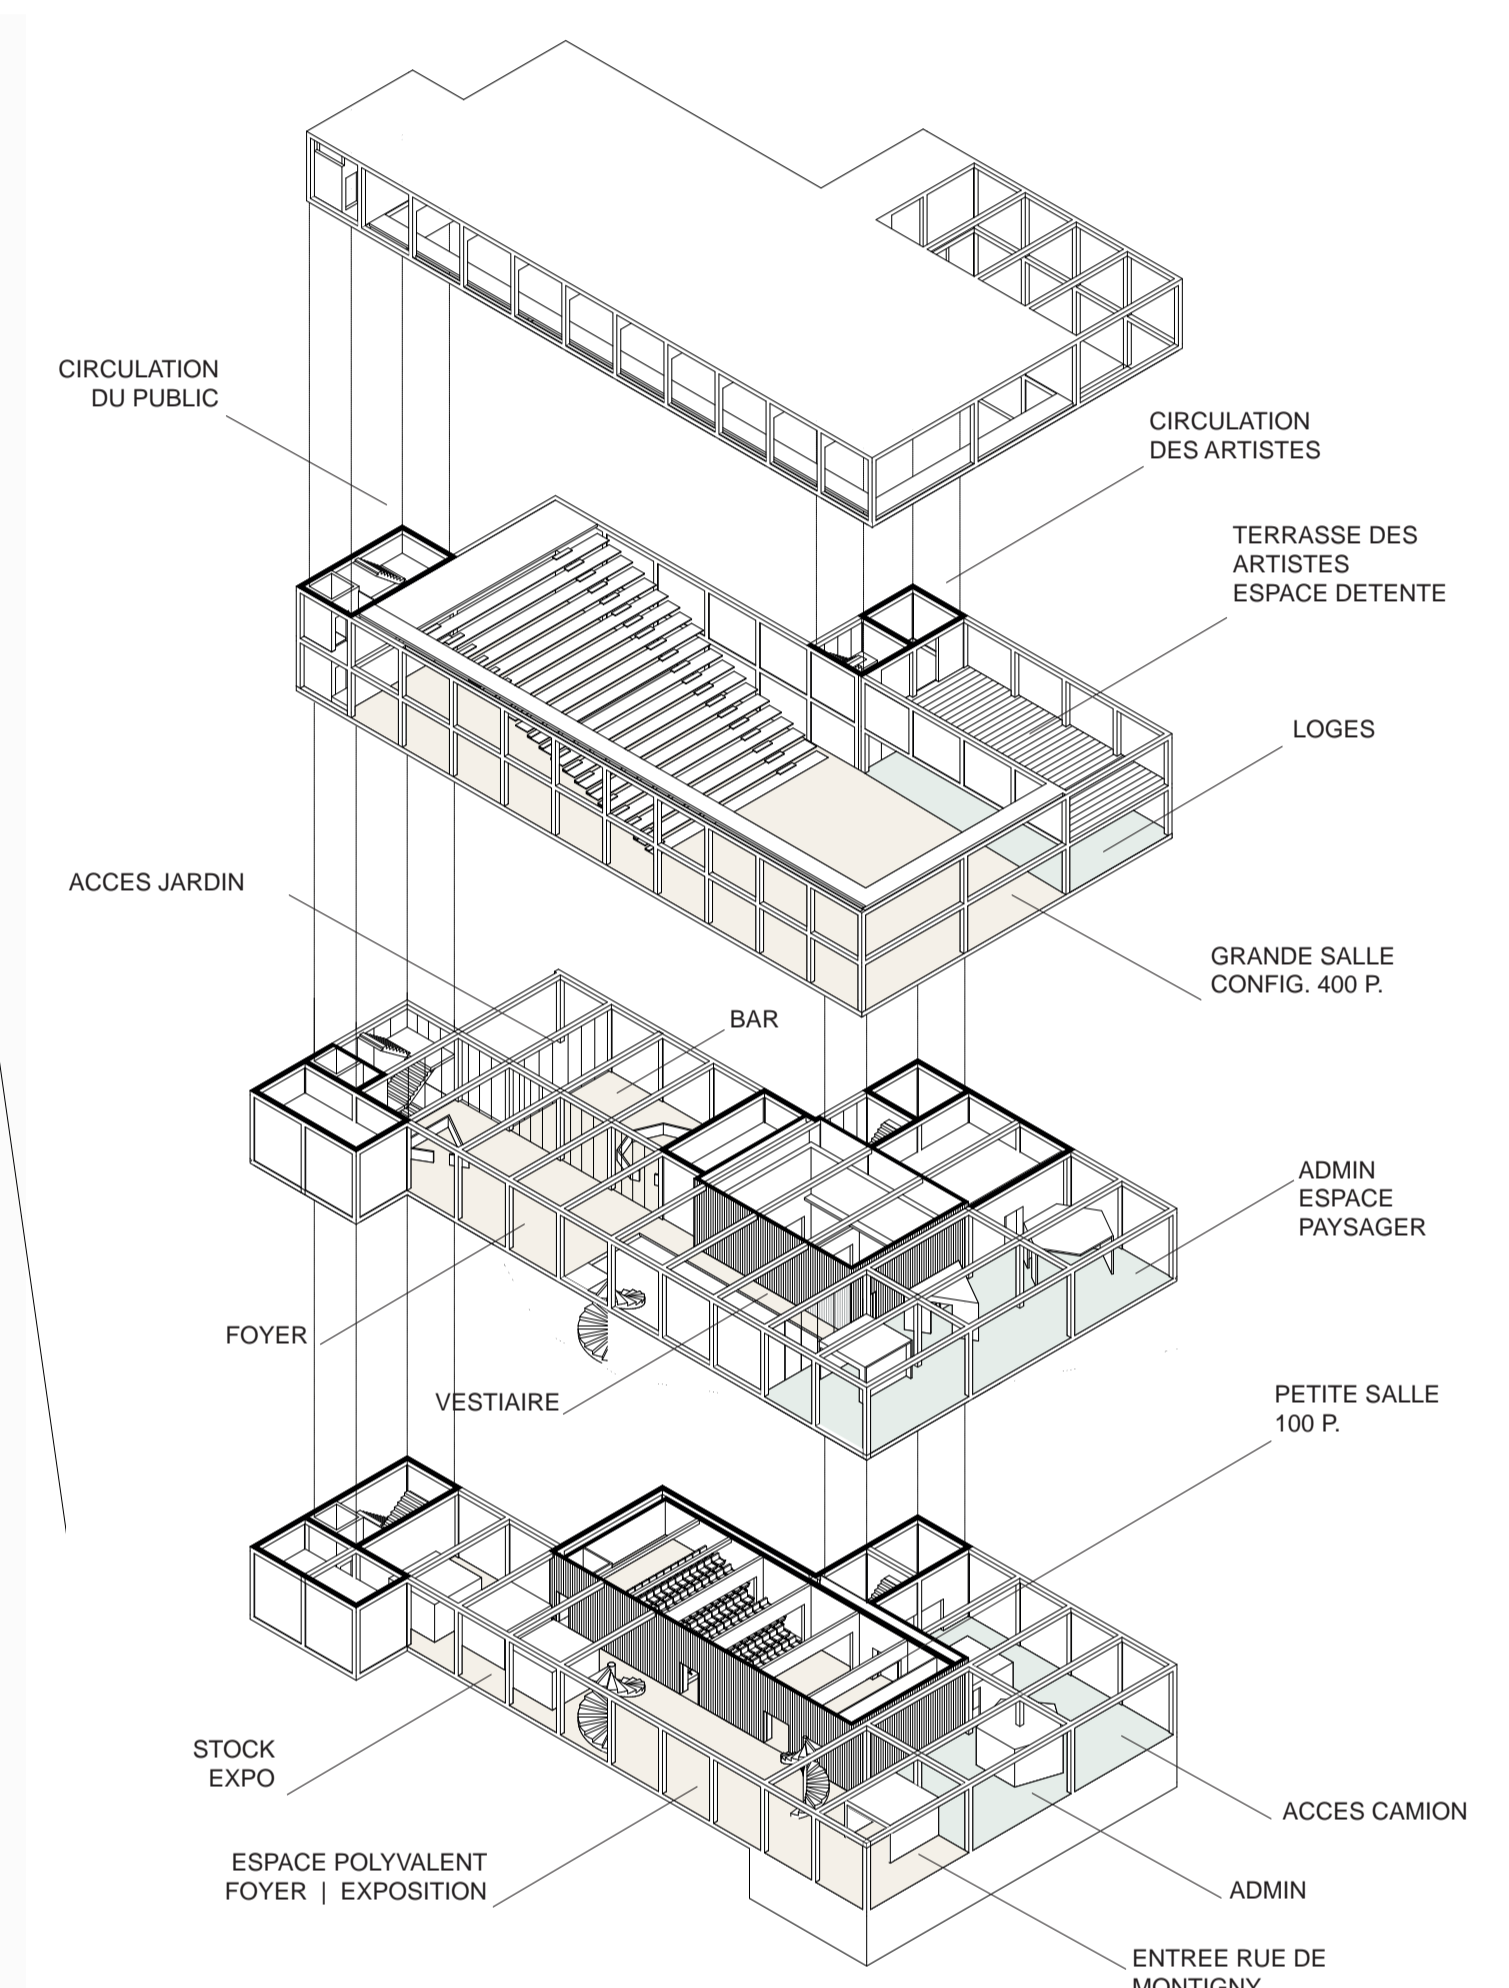 CIRCULATION
DU PUBLIC
CIRCULATION
DES ARTISTES
TERRASSE DES
ARTISTES
ESPACE DETENTE
LOGES
ACCES JARDIN
GRANDE SALLE
CONFIG. 400 P.
BAR
ADMIN
ESPACE
PAYSAGER
FOYER
VESTIAIRE
PETITE SALLE
100 P.
STOCK
EXPO
ACCES CAMION
ESPACE POLYVALENT
FOYER | EXPOSITION
ADMIN
ENTREE RUE DE
MONTIGNY